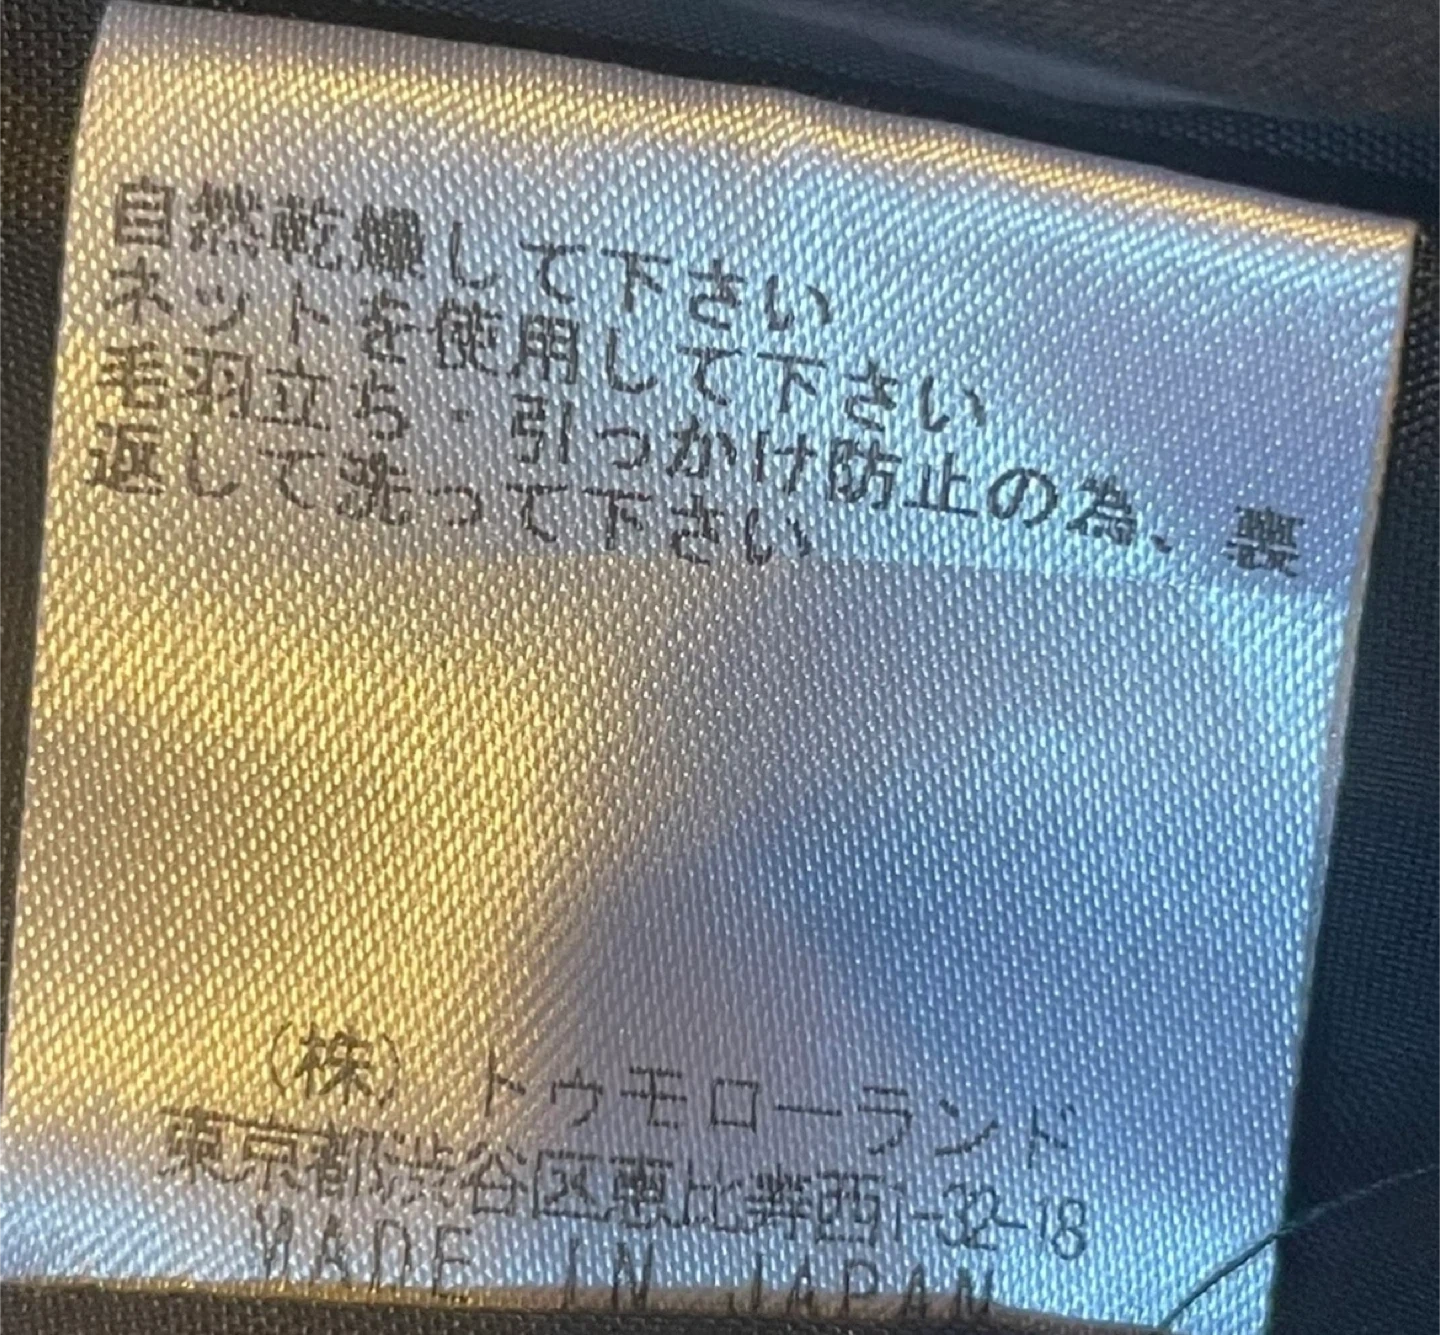 自然乾燥して下さい
ネットを使用して下さい
毛羽立ち・引っかけ防止の為、裏
返して洗って下さい
(株) トゥモローランド
東京都渋谷区恵比寿西1-32-18
MADE IN JAPAN